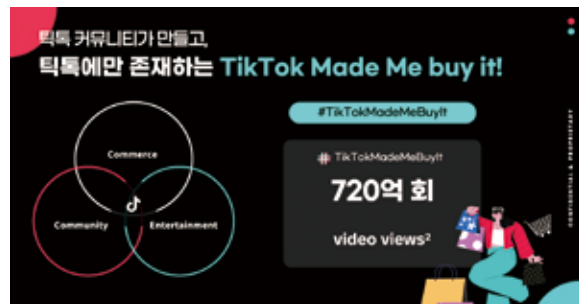 틱톡 커뮤니티가 만들고,
틱톡에만 존재하는 TikTok Made Me buy it!
Commerce
Community
Entertainment
#TikTokMadeMeBuyIt
# TikTokMadeMeBuyIt
720억 회
video views²
CONFIDENTIAL & PROPRIETARY